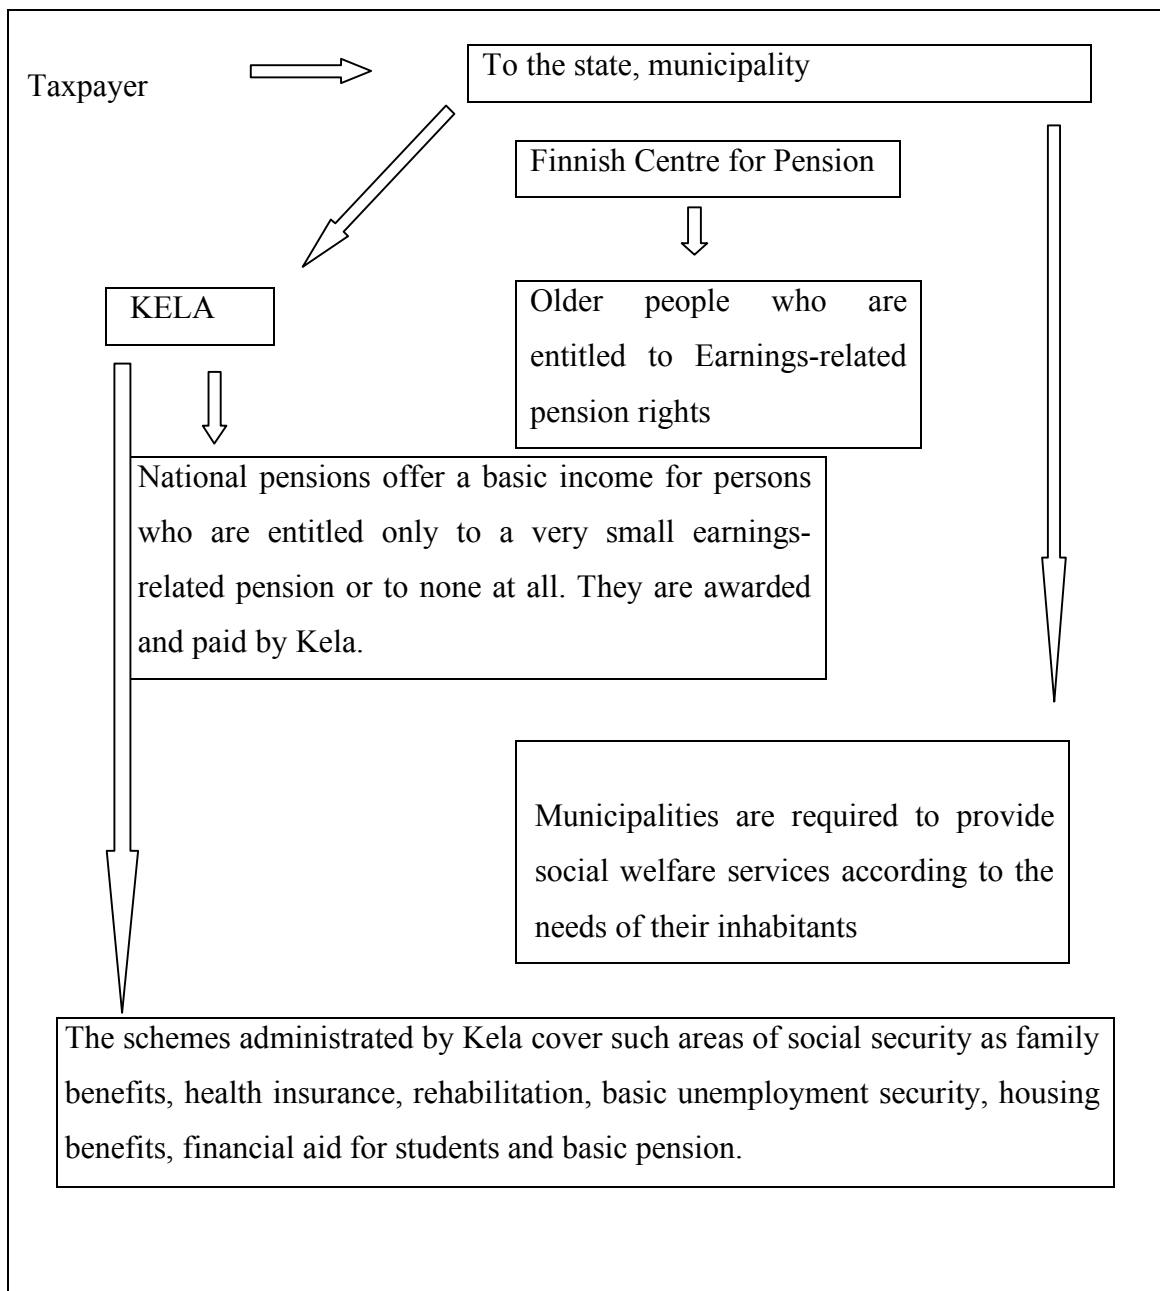 Taxpayer
To the state, municipality
Finnish Centre for Pension
KELA
Older people who are
entitled to Earnings-related
pension rights
National pensions offer a basic income for persons
who are entitled only to a very small earnings-
related pension or to none at all. They are awarded
and paid by Kela.
Municipalities are required to provide
social welfare services according to the
needs of their inhabitants
The schemes administrated by Kela cover such areas of social security as family
benefits, health insurance, rehabilitation, basic unemployment security, housing
benefits, financial aid for students and basic pension.